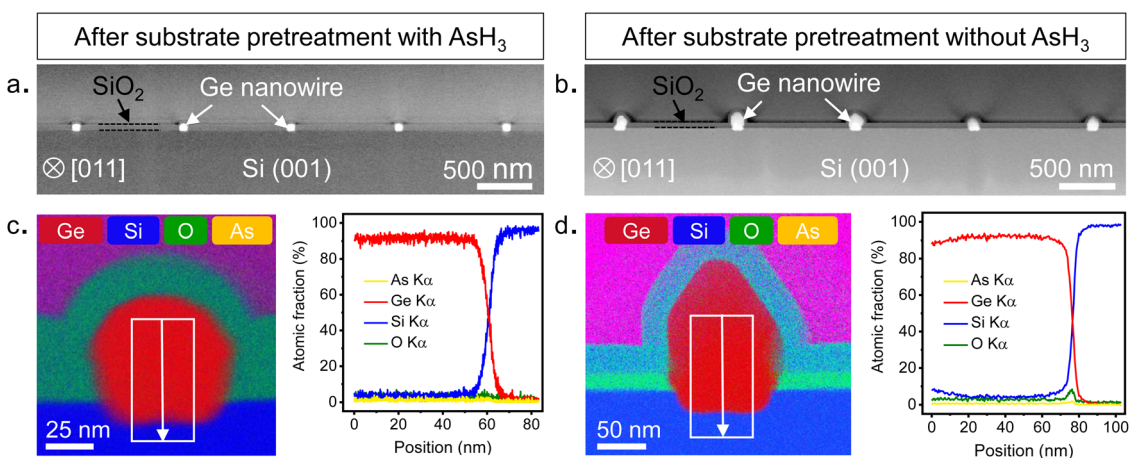 After substrate pretreatment with AsH₃
After substrate pretreatment without AsH₃
a.
SiO₂
Ge nanowire
⊗ [011]
Si (001)
500 nm
b.
SiO₂
Ge nanowire
⊗ [011]
Si (001)
500 nm
c.
Ge Si O As
25 nm
Atomic fraction (%)
100
80
60
40
20
0
As Kα
Ge Kα
Si Kα
O Kα
0 20 40 60 80
Position (nm)
d.
Ge Si O As
50 nm
Atomic fraction (%)
100
80
60
40
20
0
As Kα
Ge Kα
Si Kα
O Kα
0 20 40 60 80 100
Position (nm)